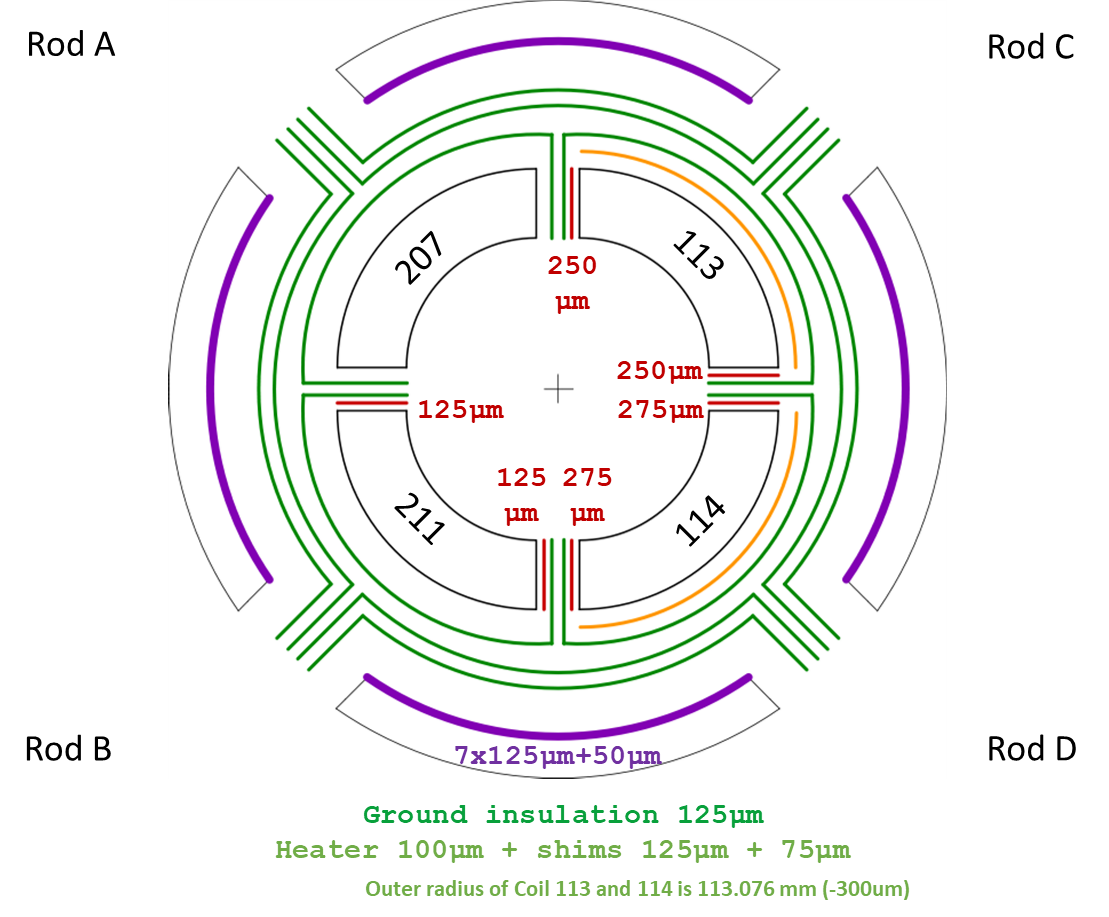 Rod A
Rod C
207
113
250
µm
250µm
125µm
275µm
125 275
µm µm
211
114
Rod B
Rod D
7x125µm+50µm
Ground insulation 125µm
Heater 100µm + shims 125µm + 75µm
Outer radius of Coil 113 and 114 is 113.076 mm (-300um)